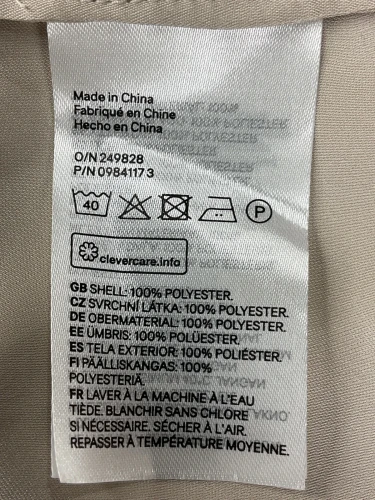 Made in China
Fabriqué en Chine
Hecho en China
O/N 249828
P/N 0984117 3
40
P
clevercare.info
GB SHELL: 100% POLYESTER.
CZ SVRCHNÍ LÁTKA: 100% POLYESTER.
DE OBERMATERIAL: 100% POLYESTER.
EE ÜMBRIS: 100% POLÜESTER.
ES TELA EXTERIOR: 100% POLIÉSTER.
FI PÄÄLLISKANGAS: 100%
POLYESTERIÄ.
FR LAVER À LA MACHINE À L'EAU
TIÈDE. BLANCHIR SANS CHLORE
SI NÉCESSAIRE. SÉCHER À L'AIR.
REPASSER À TEMPÉRATURE MOYENNE.